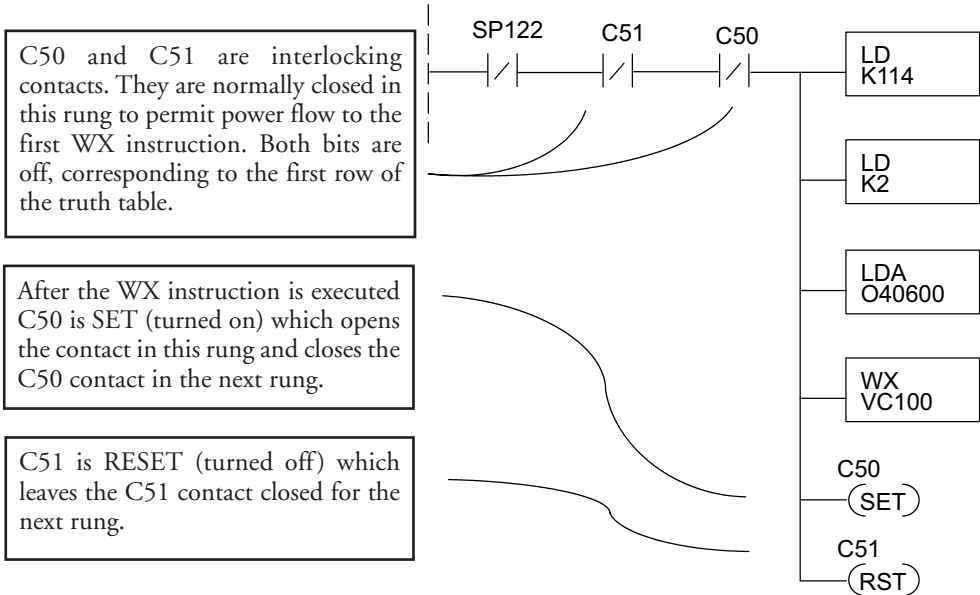 C50 and C51 are interlocking
contacts. They are normally closed in
this rung to permit power flow to the
first WX instruction. Both bits are
off, corresponding to the first row of
the truth table.
After the WX instruction is executed
C50 is SET (turned on) which opens
the contact in this rung and closes the
C50 contact in the next rung.
C51 is RESET (turned off) which
leaves the C51 contact closed for the
next rung.
SP122
C51
C50
LD
K114
LD
K2
LDA
O40600
WX
VC100
C50
SET
C51
RST